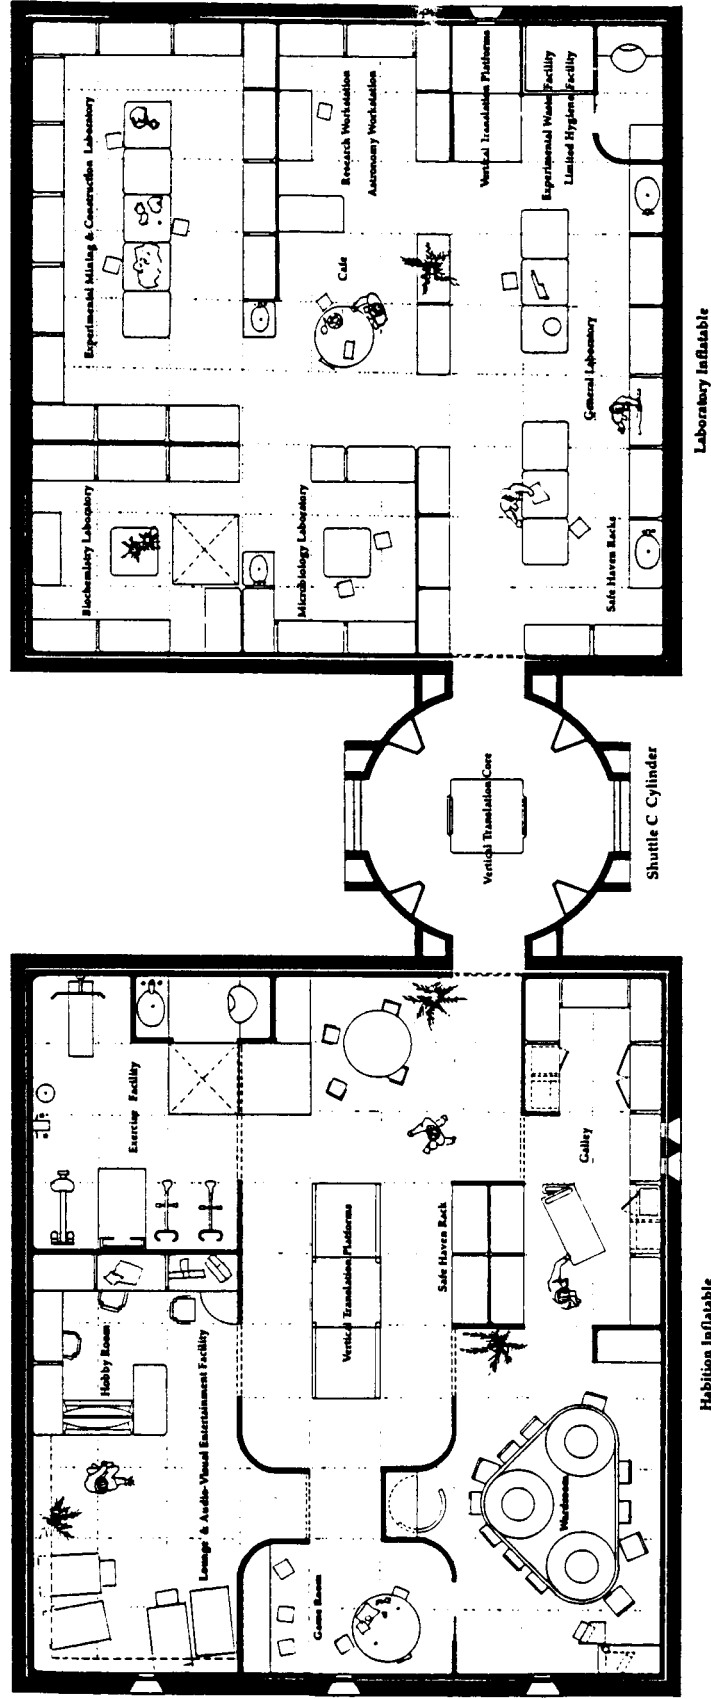 Experimental Mining & Construction Laboratory
Research Workstation
Astronomy Workstation
Vertical Translation Platforms
Experimental Waste Facility
Limited Hygiene Facility
Cafe
General Laboratory
Biochemistry Laboratory
Microbiology Laboratory
Safe Haven Racks
Laboratory Inflatable
Vertical Translation Core
Shuttle C Cylinder
Exercise Facility
Galley
Vertical Translation Platforms
Safe Haven Rack
Hobby Room
Lounge & Audio-Visual Entertainment Facility
Wardroom
Game Room
Habition Inflatable